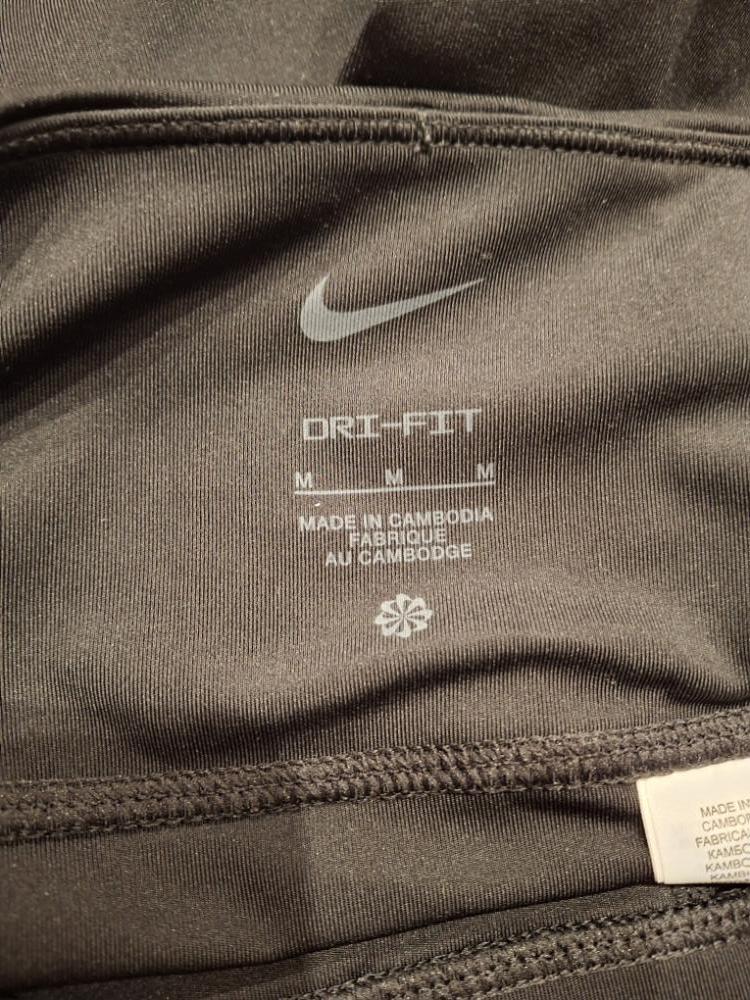 DRI-FIT
M M M
MADE IN CAMBODIA
FABRIQUE
AU CAMBODGE
MADE IN